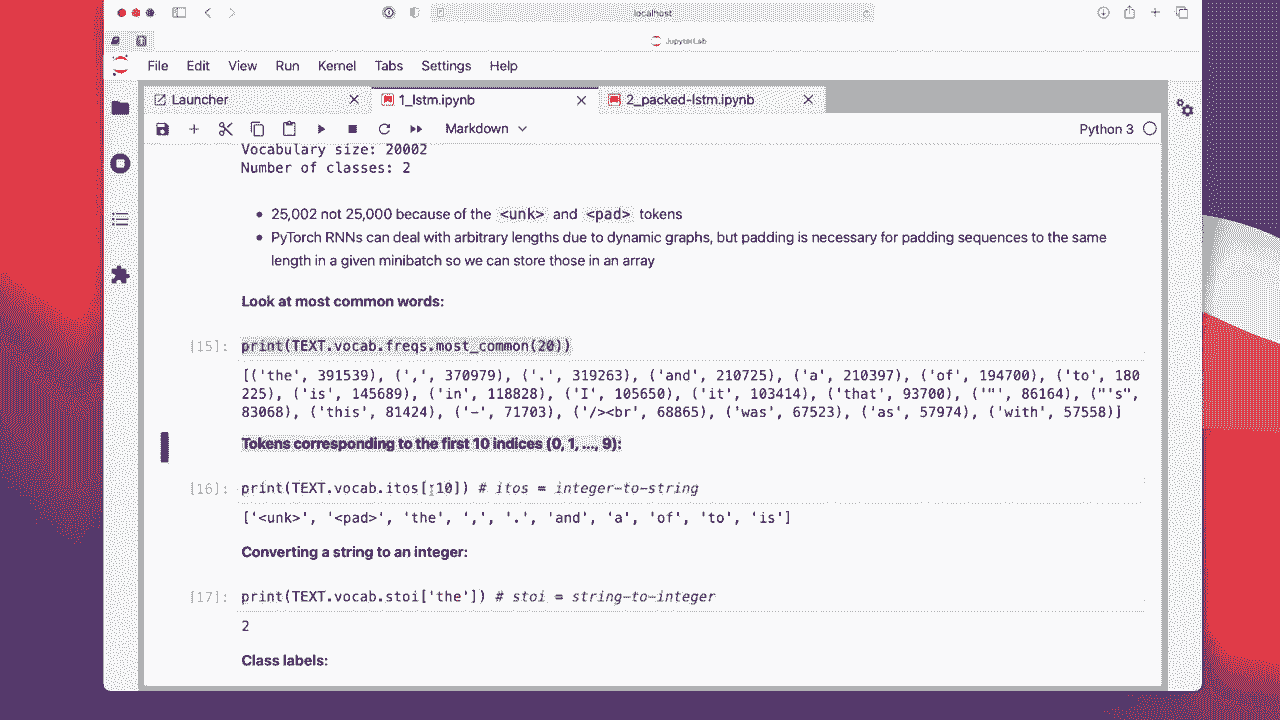 localhost
JupyterLab
File Edit View Run Kernel Tabs Settings Help
Launcher 1_lstm.ipynb 2_packed-lstm.ipynb
Markdown Python 3
Vocabulary size: 20002
Number of classes: 2
• 25,002 not 25,000 because of the <unk> and <pad> tokens
• PyTorch RNNs can deal with arbitrary lengths due to dynamic graphs, but padding is necessary for padding sequences to the same
length in a given minibatch so we can store those in an array
Look at most common words:
[15]: print(TEXT.vocab.freqs.most_common(20))
[('the', 391539), (',', 370979), ('.', 319263), ('and', 210725), ('a', 210397), ('of', 194700), ('to', 180
225), ('is', 145689), ('in', 118828), ('I', 105650), ('it', 103414), ('that', 93700), ('"', 86164), ("'s",
83068), ('this', 81424), ('-', 71703), ('/><br', 68865), ('was', 67523), ('as', 57974), ('with', 57558)]
Tokens corresponding to the first 10 indices (0, 1, ..., 9):
[16]: print(TEXT.vocab.itos[:10]) # itos = integer-to-string
['<unk>', '<pad>', 'the', ',', '.', 'and', 'a', 'of', 'to', 'is']
Converting a string to an integer:
[17]: print(TEXT.vocab.stoi['the']) # stoi = string-to-integer
2
Class labels: